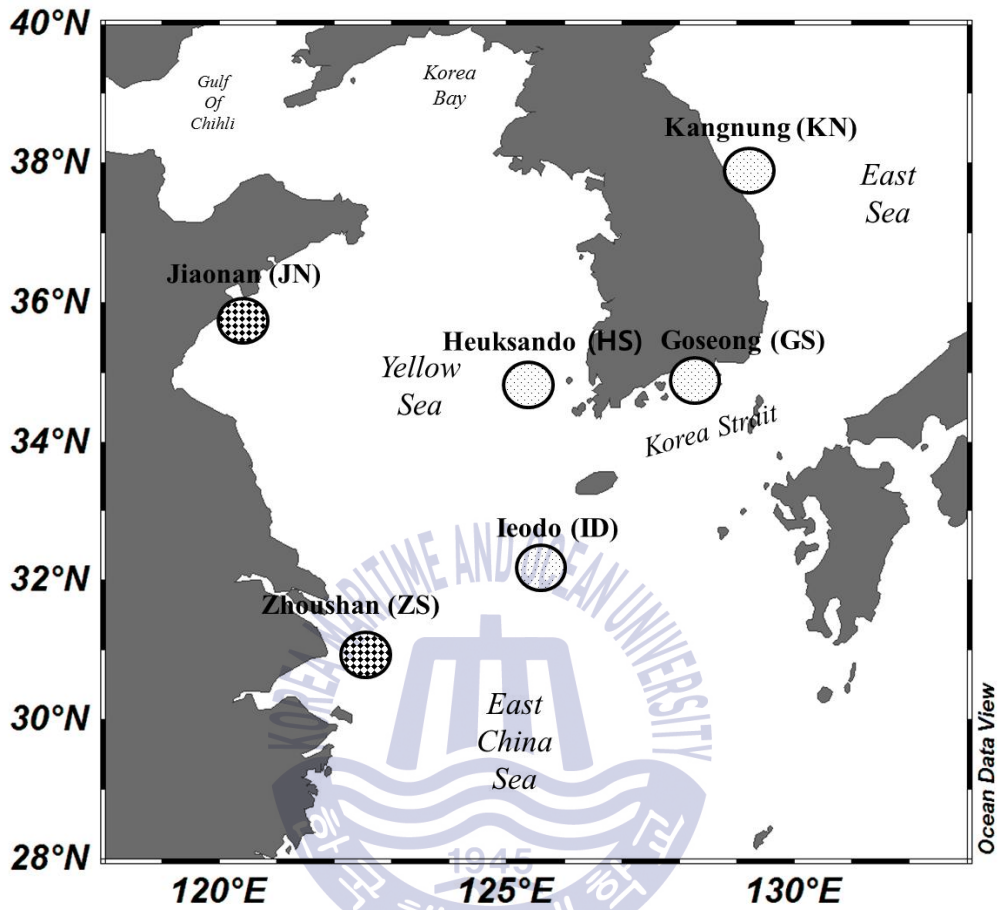 40°N
Gulf
Of
Chihli
Korea
Bay
Kangnung (KN)
38°N
East
Sea
Jiaonan (JN)
36°N
Heuksando (HS)
Goseong (GS)
Yellow
Sea
Korea Strait
34°N
Ieodo (ID)
32°N
KOREA MARITIME AND OCEAN UNIVERSITY
Zhoushan (ZS)
30°N
East
China
Sea
28°N
1945
Ocean Data View
120°E
125°E
130°E